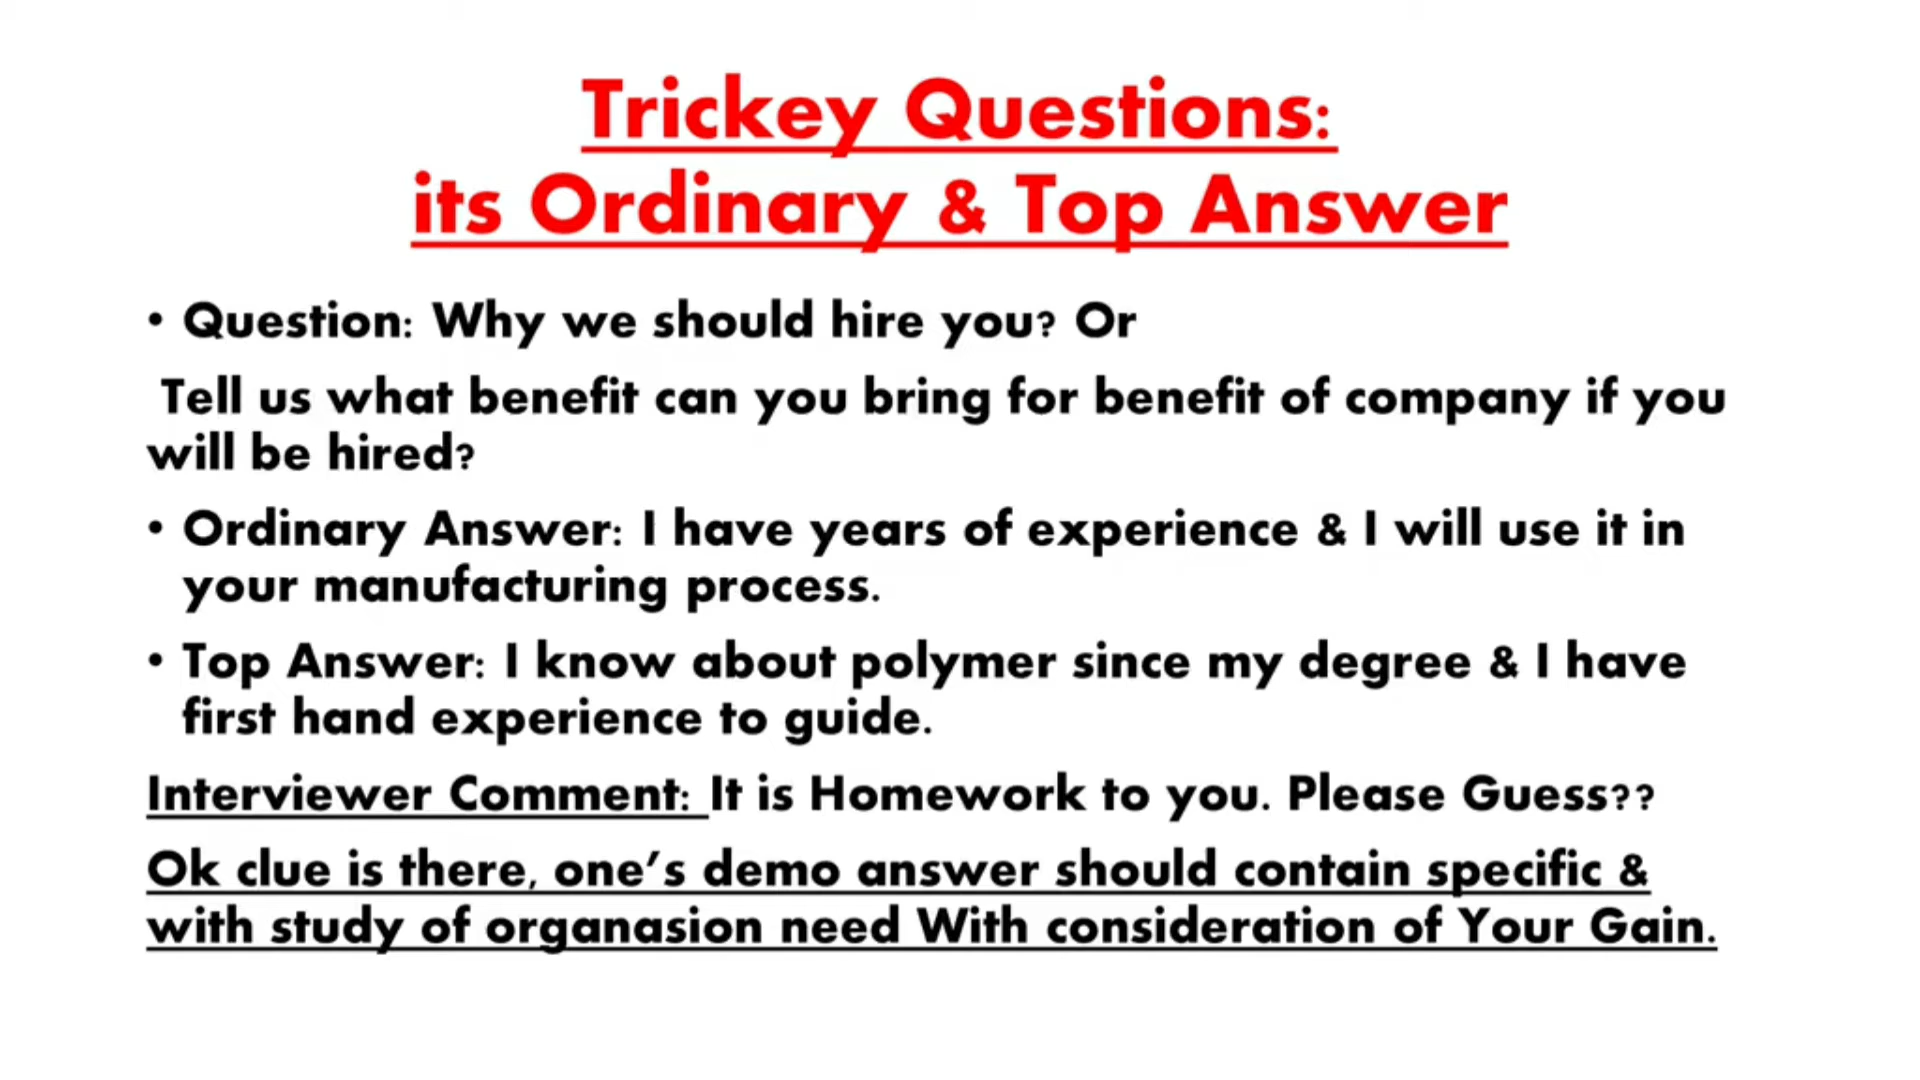 Trickey Questions:
its Ordinary & Top Answer
• Question: Why we should hire you? Or
Tell us what benefit can you bring for benefit of company if you
will be hired?
• Ordinary Answer: I have years of experience & I will use it in
your manufacturing process.
• Top Answer: I know about polymer since my degree & I have
first hand experience to guide.
Interviewer Comment: It is Homework to you. Please Guess??
Ok clue is there, one’s demo answer should contain specific &
with study of organasion need With consideration of Your Gain.